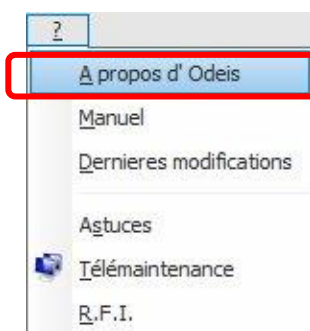 ?
A propos d' Odeis
Manuel
Dernieres modifications
Astuces
Télémaintenance
R.F.I.